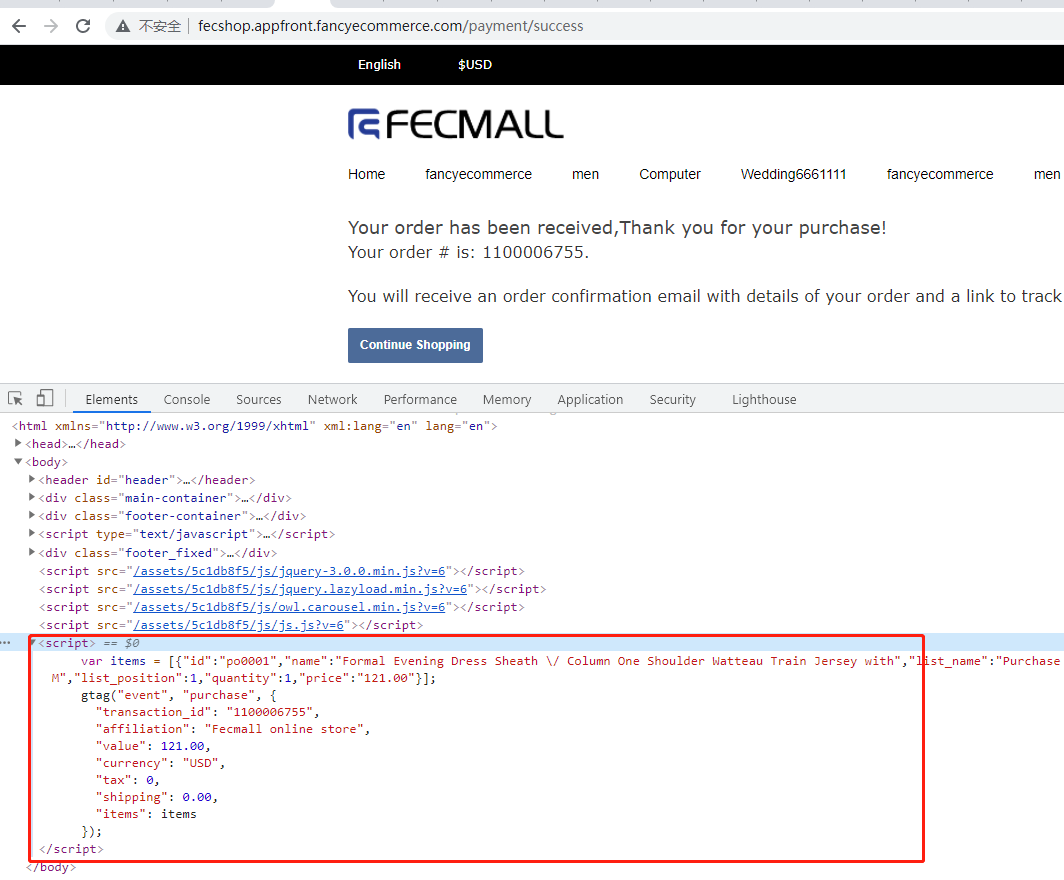 不安全 fecshop.appfront.fancyecommerce.com/payment/success
English $USD
FECMALL
Home fancyecommerce men Computer Wedding6661111 fancyecommerce men
Your order has been received,Thank you for your purchase!
Your order # is: 1100006755.
You will receive an order confirmation email with details of your order and a link to track
Continue Shopping
Elements Console Sources Network Performance Memory Application Security Lighthouse
<html xmlns="http://www.w3.org/1999/xhtml" xml:lang="en" lang="en">
<head>…</head>
<body>
<header id="header">…</header>
<div class="main-container">…</div>
<div class="footer-container">…</div>
<script type="text/javascript">…</script>
<div class="footer_fixed">…</div>
<script src="/assets/5c1db8f5/js/jquery-3.0.0.min.js?v=6"></script>
<script src="/assets/5c1db8f5/js/jquery.lazyload.min.js?v=6"></script>
<script src="/assets/5c1db8f5/js/owl.carousel.min.js?v=6"></script>
<script src="/assets/5c1db8f5/js/js.js?v=6"></script>
<script> == $0
var items = [{"id":"po0001","name":"Formal Evening Dress Sheath \/ Column One Shoulder Watteau Train Jersey with","list_name":"Purchase
M","list_position":1,"quantity":1,"price":"121.00"}];
gtag("event", "purchase", {
"transaction_id": "1100006755",
"affiliation": "Fecmall online store",
"value": 121.00,
"currency": "USD",
"tax": 0,
"shipping": 0.00,
"items": items
});
</script>
</body>